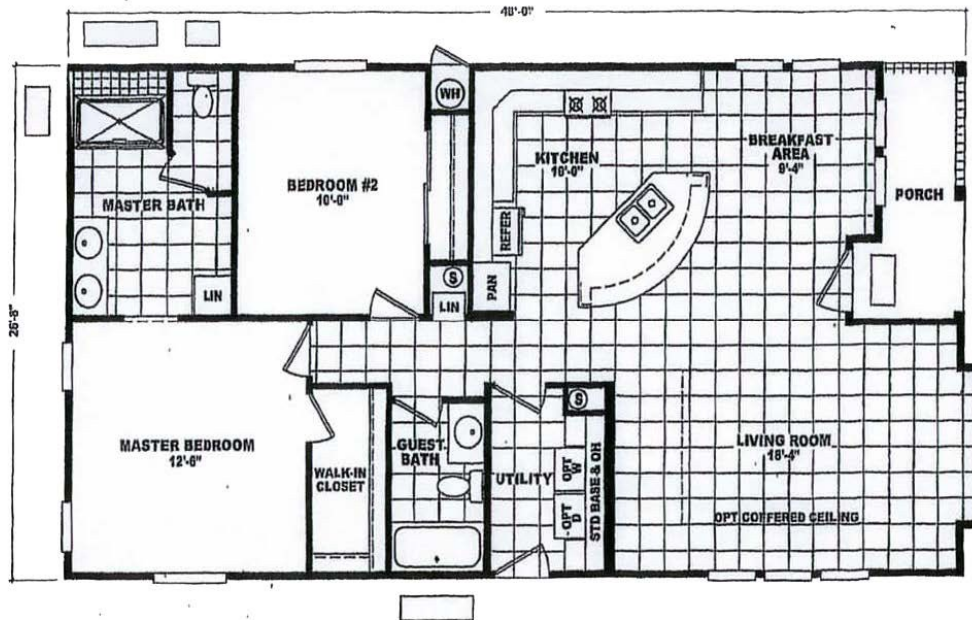 40'-0"
26'-8"
WH
KITCHEN
10'-0"
BREAKFAST
AREA
9'-4"
PORCH
BEDROOM #2
10'-0"
MASTER BATH
REFER
PAN
LIN
S
LIN
MASTER BEDROOM
12'-6"
WALK-IN
CLOSET
GUEST
BATH
UTILITY
S
OPT
W
OPT
D
STD BASE & OH
LIVING ROOM
18'-4"
OPT COFFERED CEILING